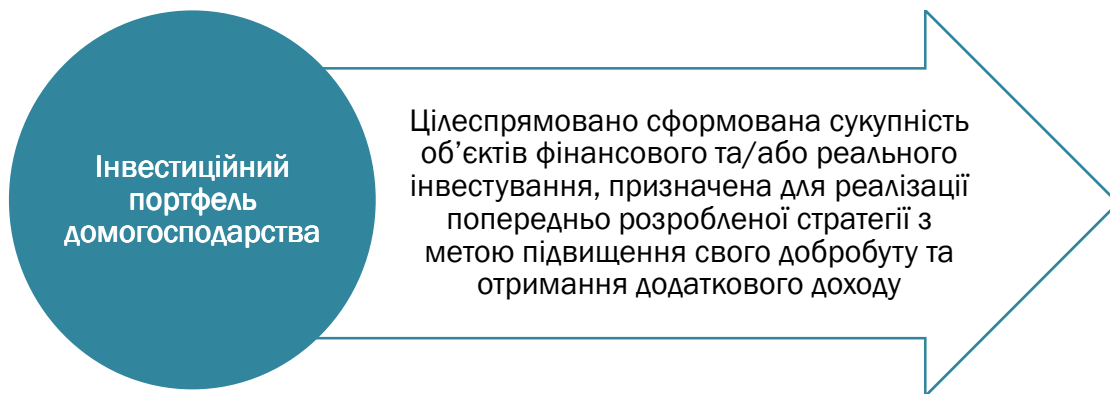 Інвестиційний
портфель
домогосподарства
Цілеспрямовано сформована сукупність
об’єктів фінансового та/або реального
інвестування, призначена для реалізації
попередньо розробленої стратегії з
метою підвищення свого добробуту та
отримання додаткового доходу